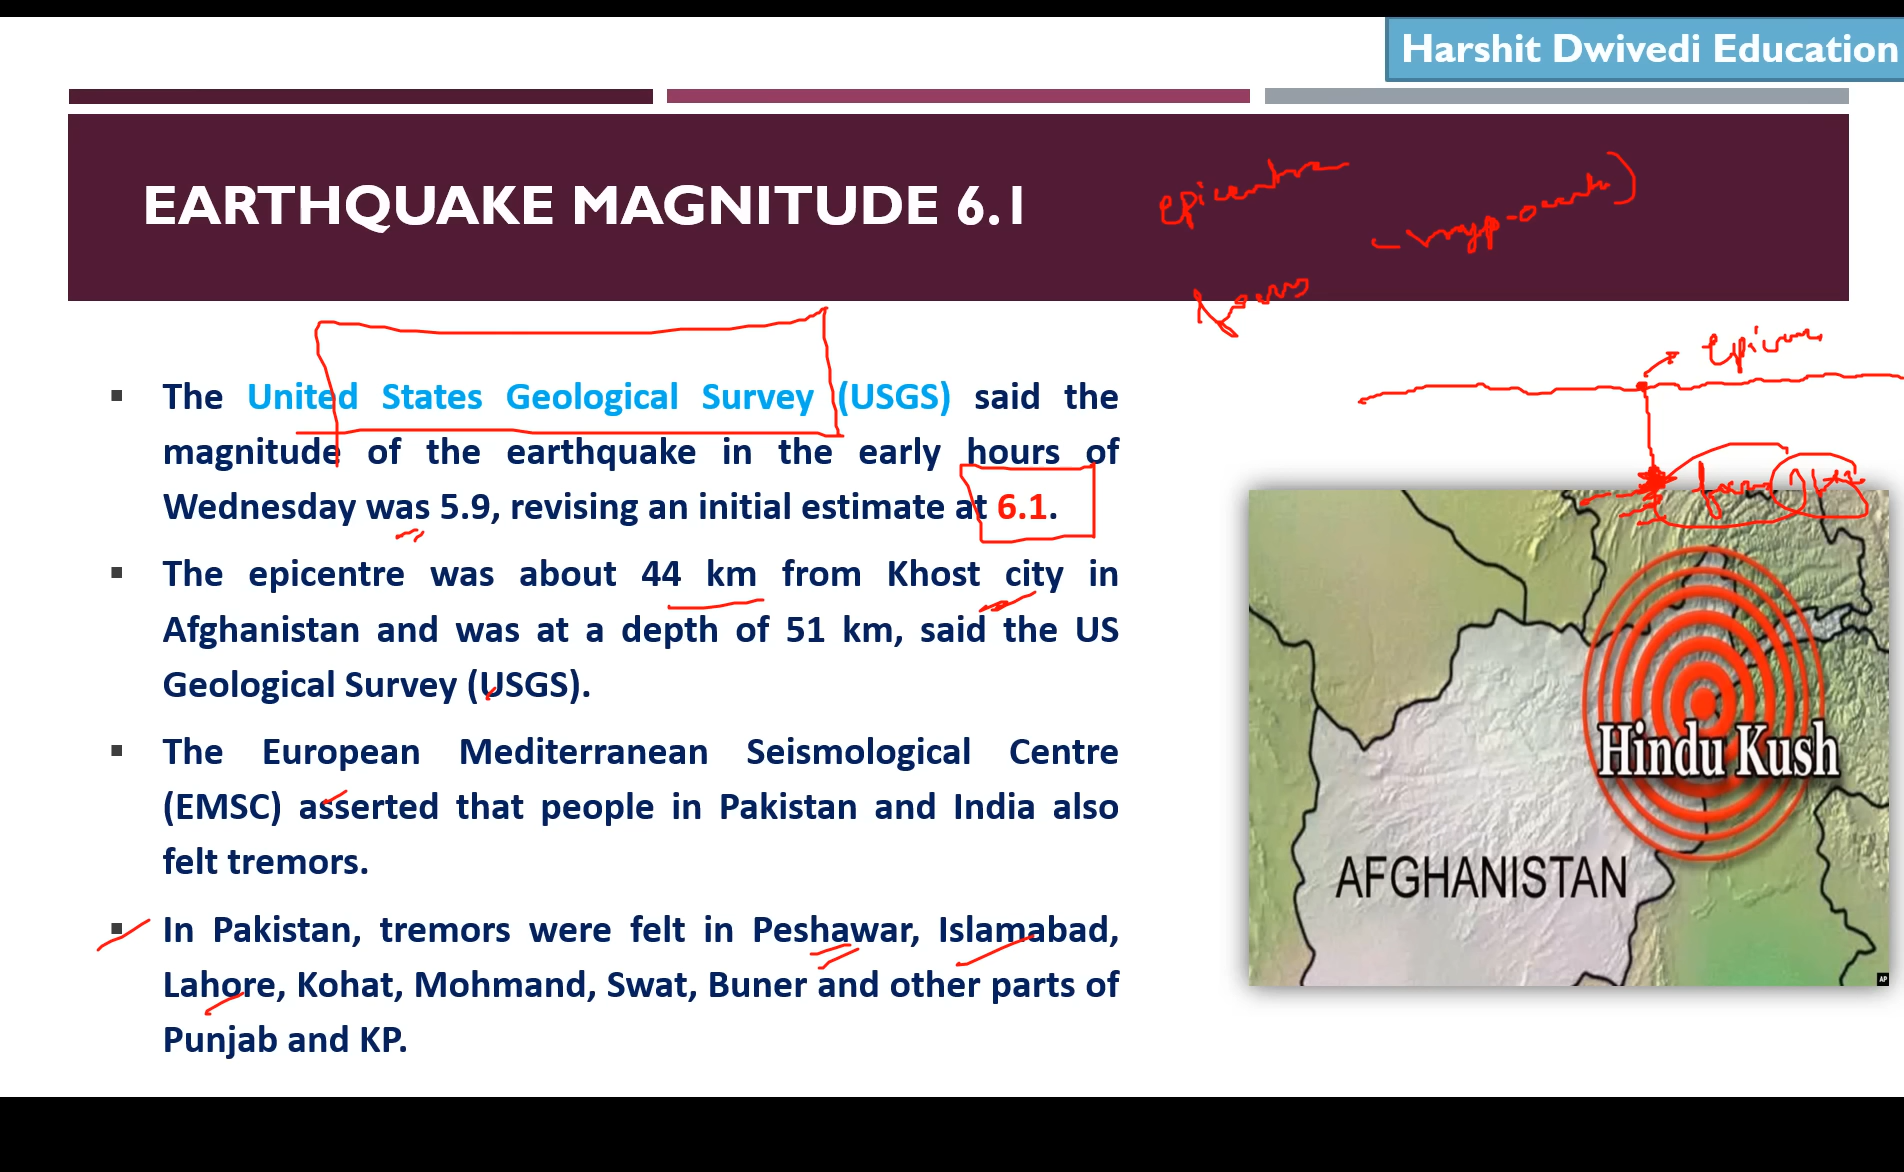 Harshit Dwivedi Education
EARTHQUAKE MAGNITUDE 6.1
epicentre
focus
epicentre
▪ The United States Geological Survey (USGS) said the
magnitude of the earthquake in the early hours of
Wednesday was 5.9, revising an initial estimate at 6.1.
▪ The epicentre was about 44 km from Khost city in
Afghanistan and was at a depth of 51 km, said the US
Geological Survey (USGS).
▪ The European Mediterranean Seismological Centre
(EMSC) asserted that people in Pakistan and India also
felt tremors.
▪ In Pakistan, tremors were felt in Peshawar, Islamabad,
Lahore, Kohat, Mohmand, Swat, Buner and other parts of
Punjab and KP.
focus
Hindu Kush
AFGHANISTAN
AP